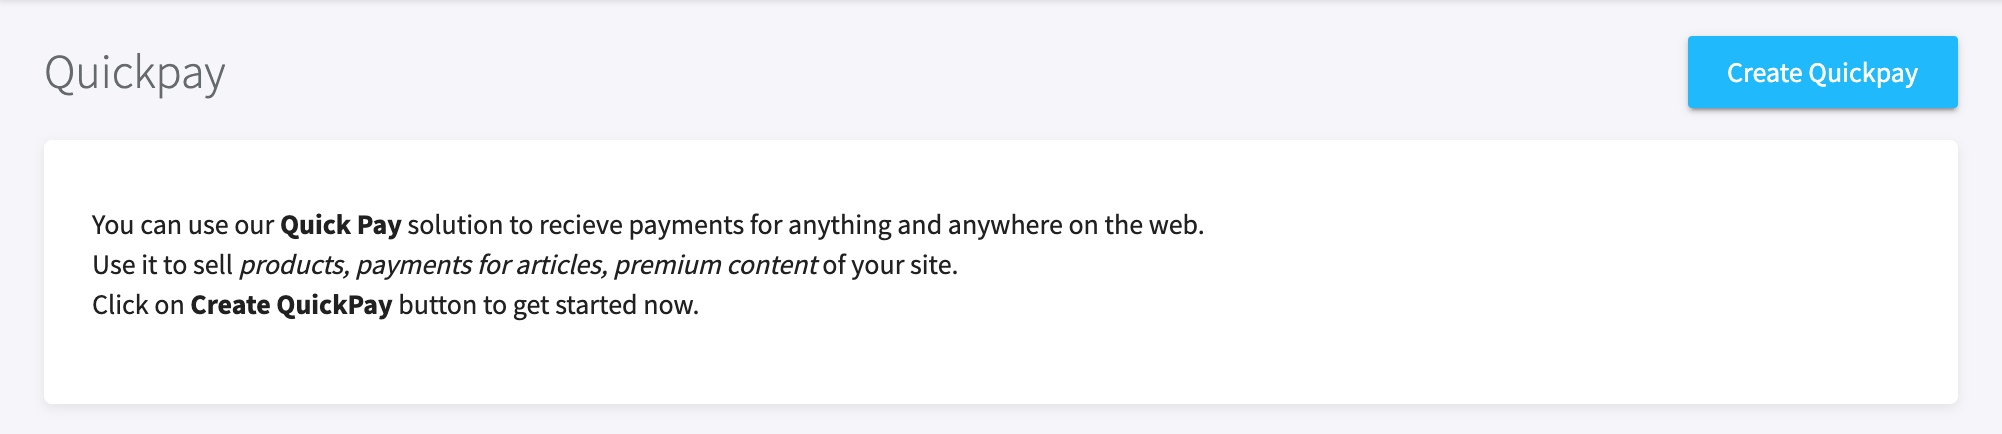 Quickpay
Create Quickpay
You can use our Quick Pay solution to recieve payments for anything and anywhere on the web.
Use it to sell products, payments for articles, premium content of your site.
Click on Create QuickPay button to get started now.